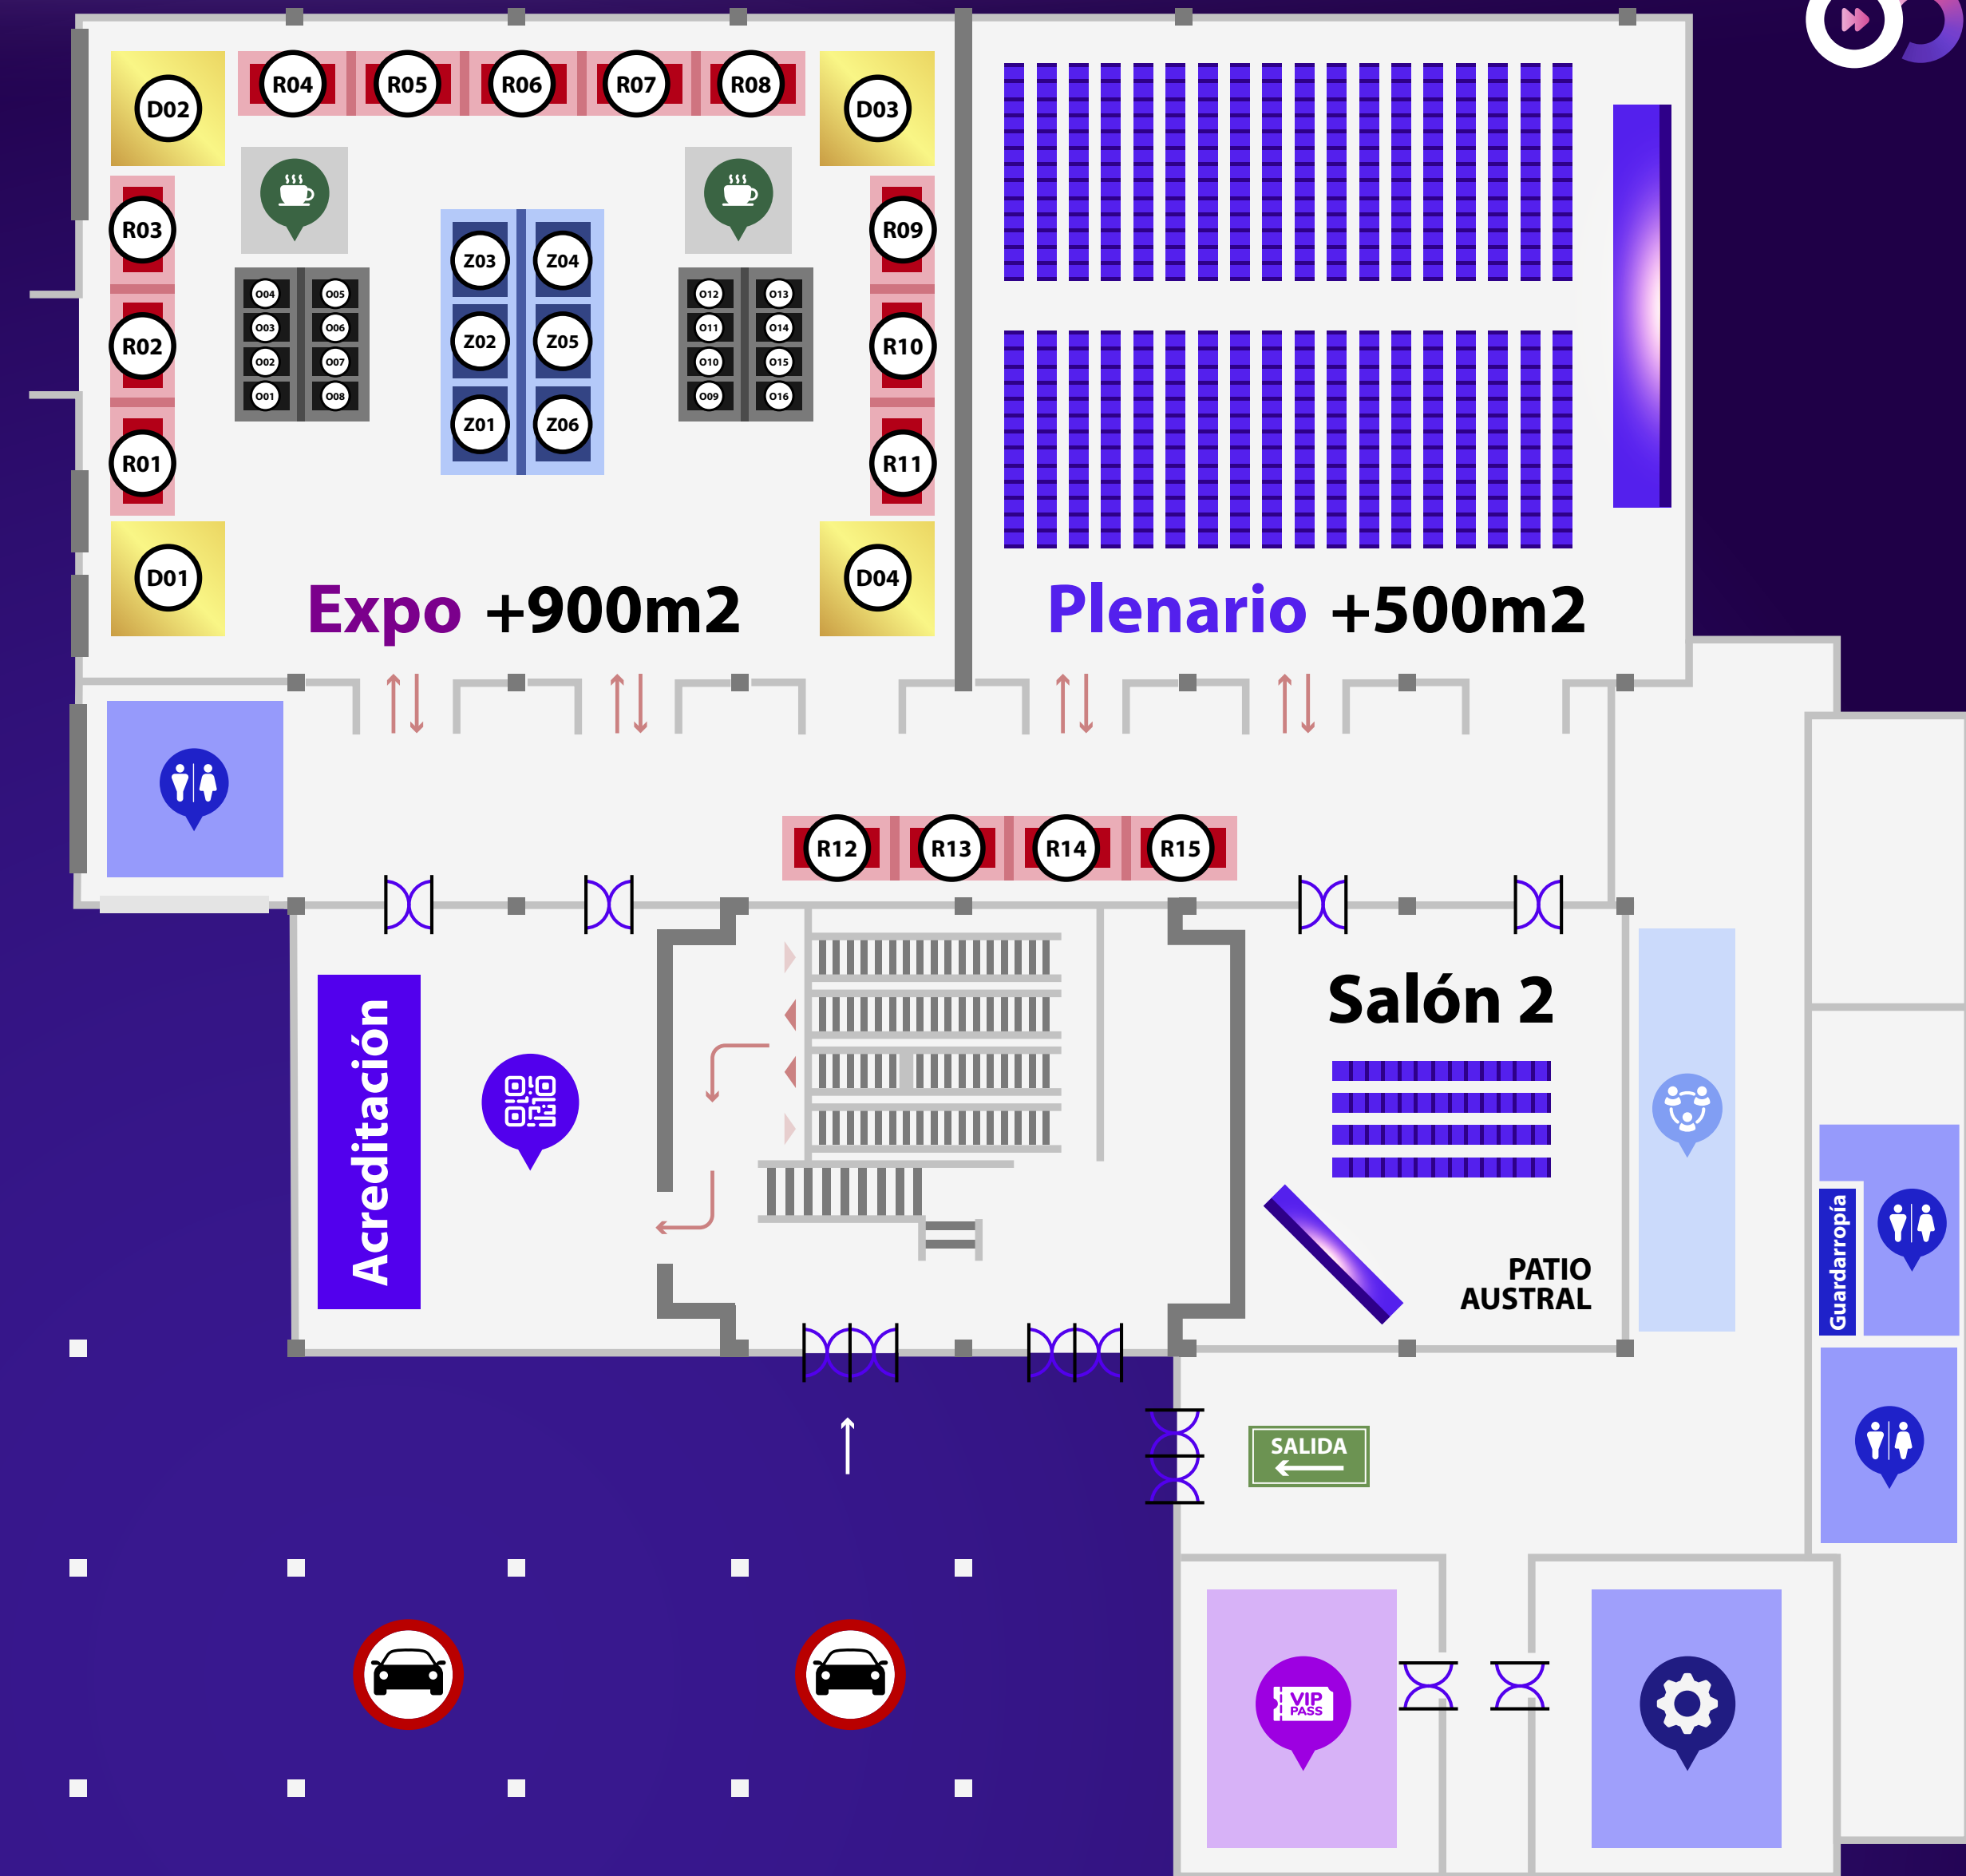 D02
R04 R05 R06 R07 R08
D03
R03
R02
R01
D01
O04 O05
O03 O06
O02 O07
O01 O08
Z03 Z04
Z02 Z05
Z01 Z06
O12 O13
O11 O14
O10 O15
O09 O16
R09
R10
R11
D04
Expo +900m2
Plenario +500m2
R12 R13 R14 R15
Acreditación
Salón 2
PATIO
AUSTRAL
Guardarropía
SALIDA
VIP
PASS